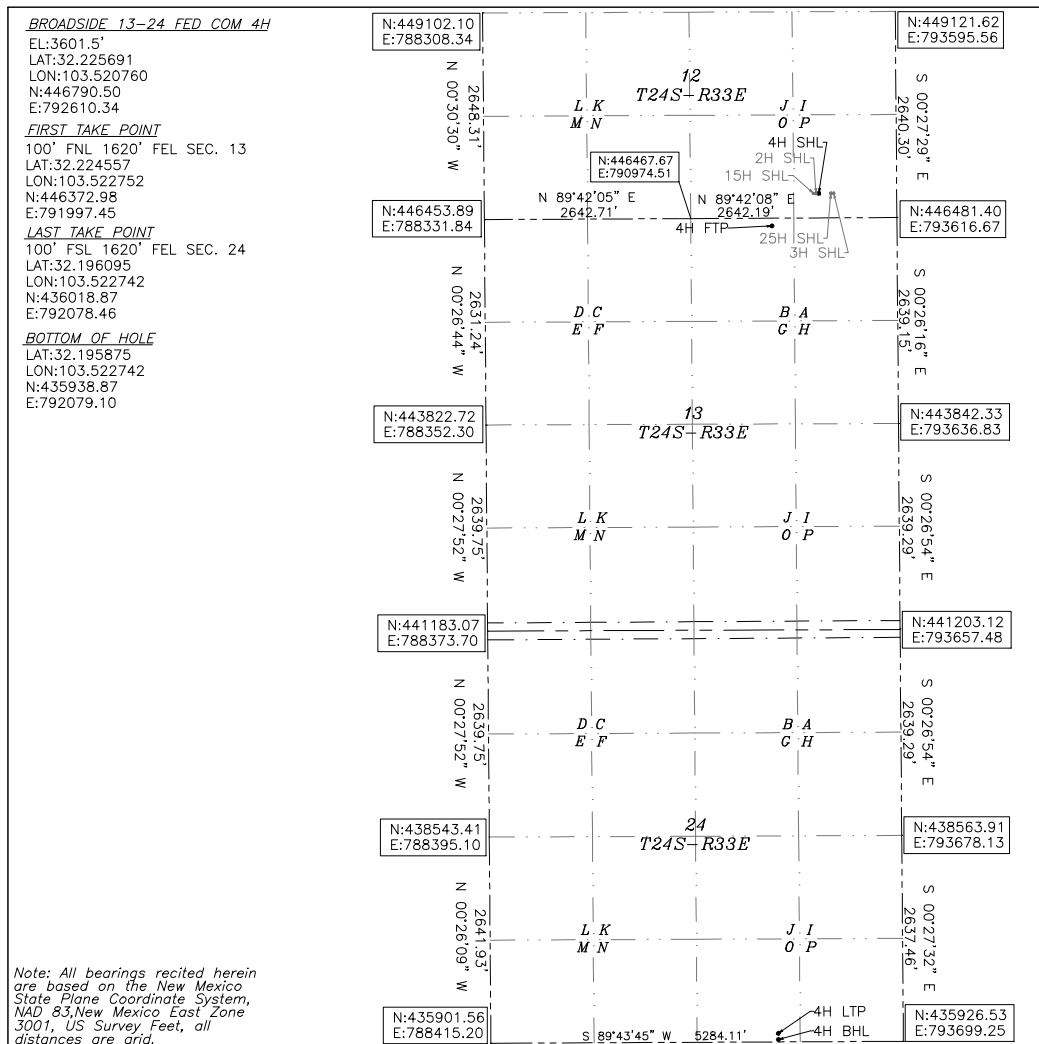 BROADSIDE 13-24 FED COM 4H
EL:3601.5'
LAT:32.225691
LON:103.520760
N:446790.50
E:792610.34
FIRST TAKE POINT
100' FNL 1620' FEL SEC. 13
LAT:32.224557
LON:103.522752
N:446372.98
E:791997.45
LAST TAKE POINT
100' FSL 1620' FEL SEC. 24
LAT:32.196095
LON:103.522742
N:436018.87
E:792078.46
BOTTOM OF HOLE
LAT:32.195875
LON:103.522742
N:435938.87
E:792079.10
N:449102.10
E:788308.34
N:449121.62
E:793595.56
N 00°30'30" W
2648.31'
12
T24S-R33E
S 00°27'29" E
2640.30'
L K
M N
J I
O P
4H SHL
2H SHL
15H SHL
N:446467.67
E:790974.51
N 89°42'05" E
2642.71'
N 89°42'08" E
2642.19'
N:446453.89
E:788331.84
N:446481.40
E:793616.67
4H FTP
25H SHL
3H SHL
N 00°26'44" W
2631.24'
D C
E F
B A
G H
S 00°26'16" E
2639.15'
N:443822.72
E:788352.30
13
T24S-R33E
N:443842.33
E:793636.83
N 00°27'52" W
2639.75'
L K
M N
J I
O P
S 00°26'54" E
2639.29'
N:441183.07
E:788373.70
N:441203.12
E:793657.48
N 00°27'52" W
2639.75'
D C
E F
B A
G H
S 00°26'54" E
2639.29'
N:438543.41
E:788395.10
24
T24S-R33E
N:438563.91
E:793678.13
N 00°26'09" W
2641.93'
L K
M N
J I
O P
S 00°27'32" E
2637.46'
N:435901.56
E:788415.20
S 89°43'45" W 5284.11'
4H LTP
4H BHL
N:435926.53
E:793699.25
Note: All bearings recited herein
are based on the New Mexico
State Plane Coordinate System,
NAD 83,New Mexico East Zone
3001, US Survey Feet, all
distances are grid.